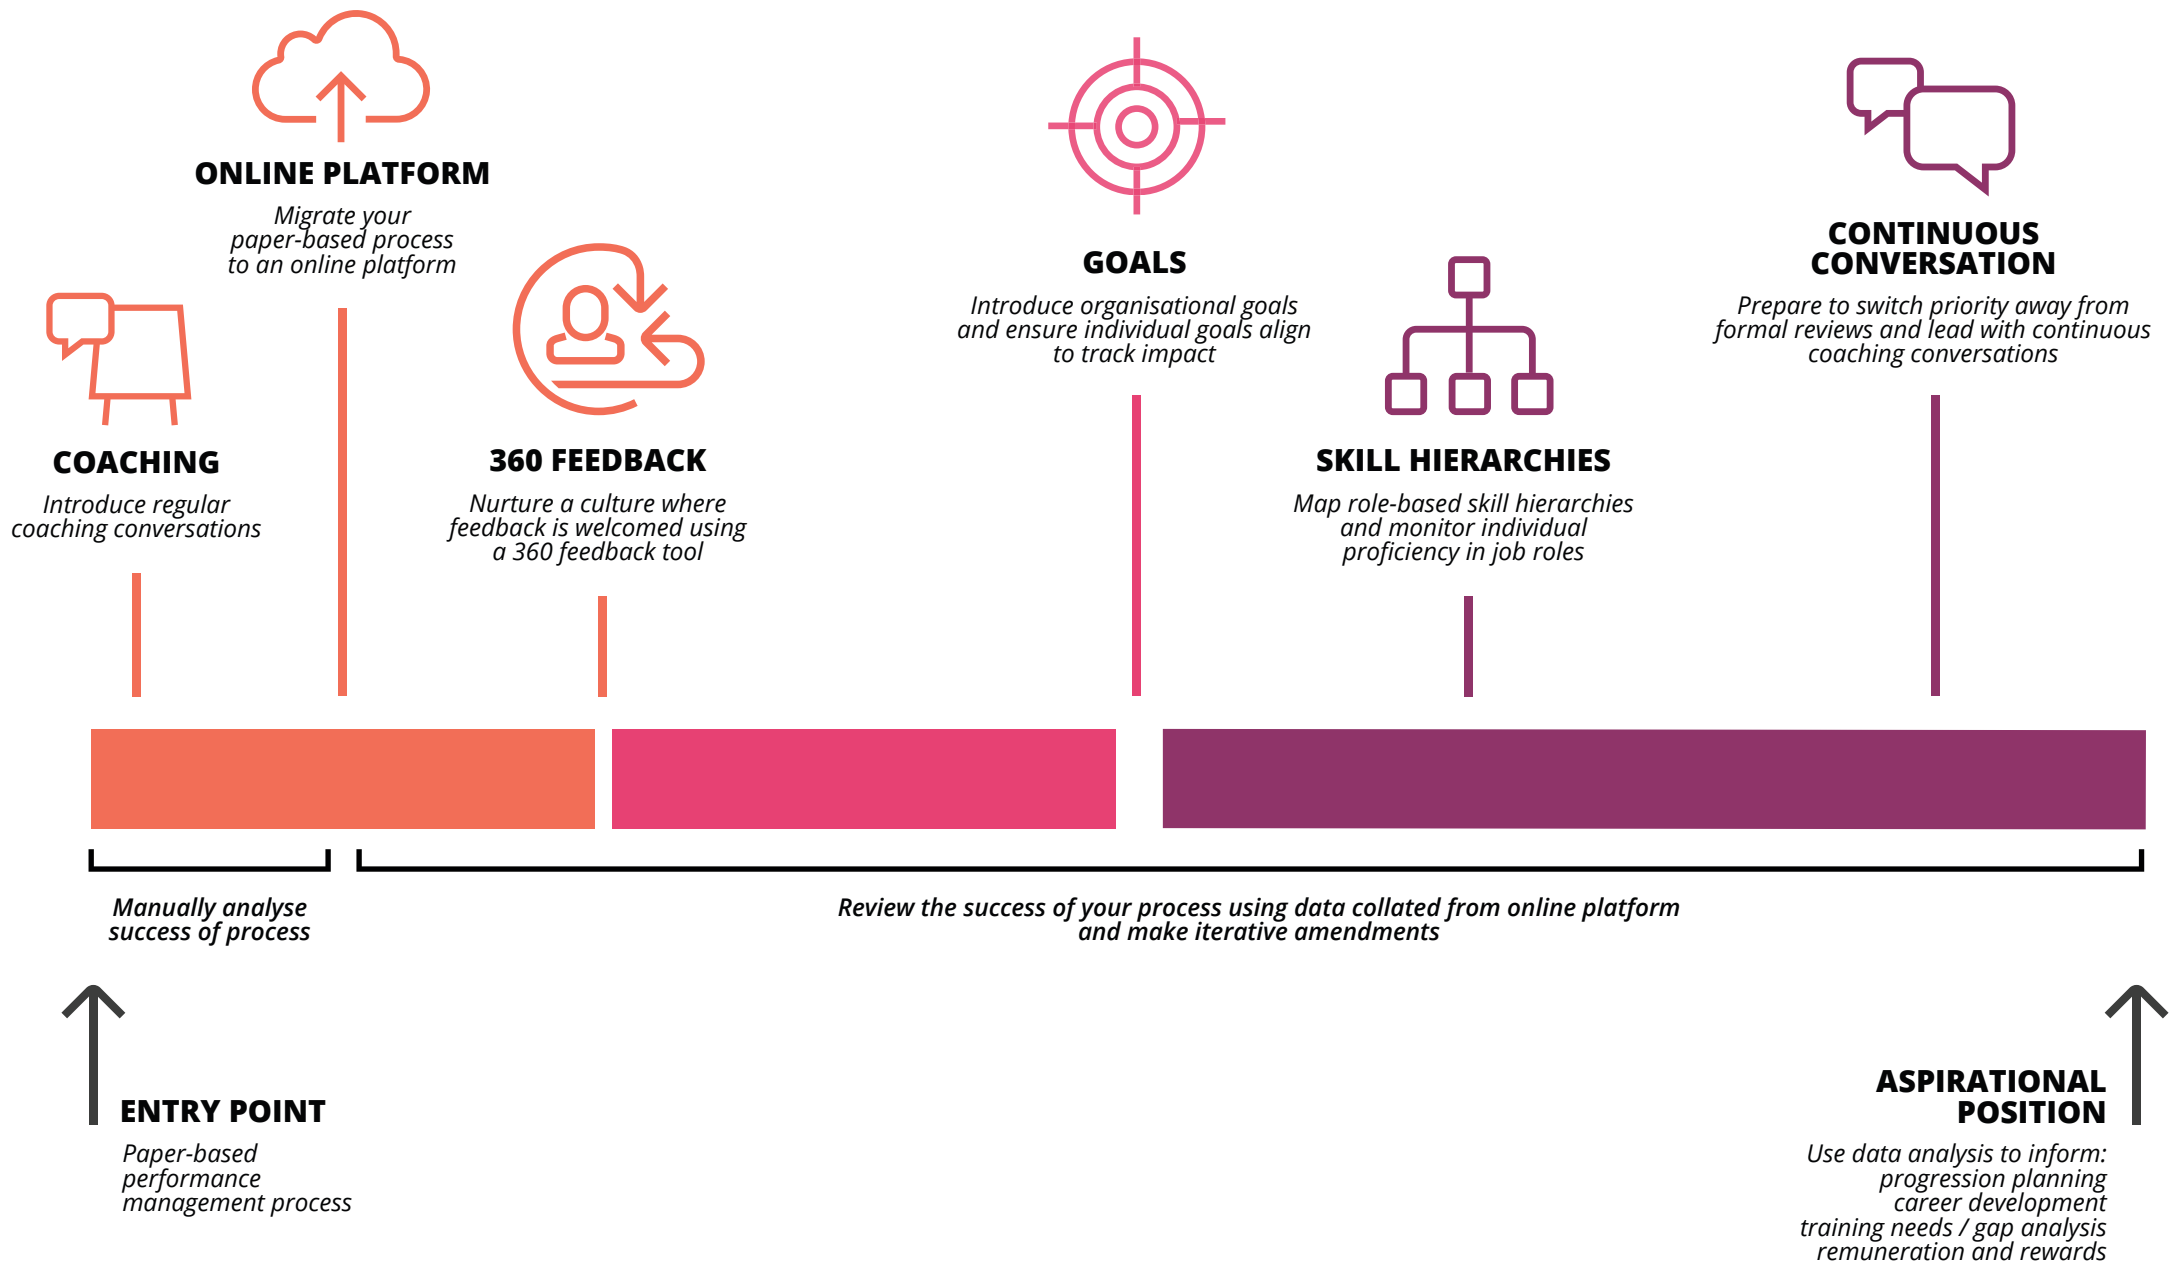 ONLINE PLATFORM
Migrate your
paper-based process
to an online platform
COACHING
Introduce regular
coaching conversations
360 FEEDBACK
Nurture a culture where
feedback is welcomed using
a 360 feedback tool
GOALS
Introduce organisational goals
and ensure individual goals align
to track impact
SKILL HIERARCHIES
Map role-based skill hierarchies
and monitor individual
proficiency in job roles
CONTINUOUS
CONVERSATION
Prepare to switch priority away from
formal reviews and lead with continuous
coaching conversations
Manually analyse
success of process
Review the success of your process using data collated from online platform
and make iterative amendments
ENTRY POINT
Paper-based
performance
management process
ASPIRATIONAL
POSITION
Use data analysis to inform:
progression planning
career development
training needs / gap analysis
remuneration and rewards